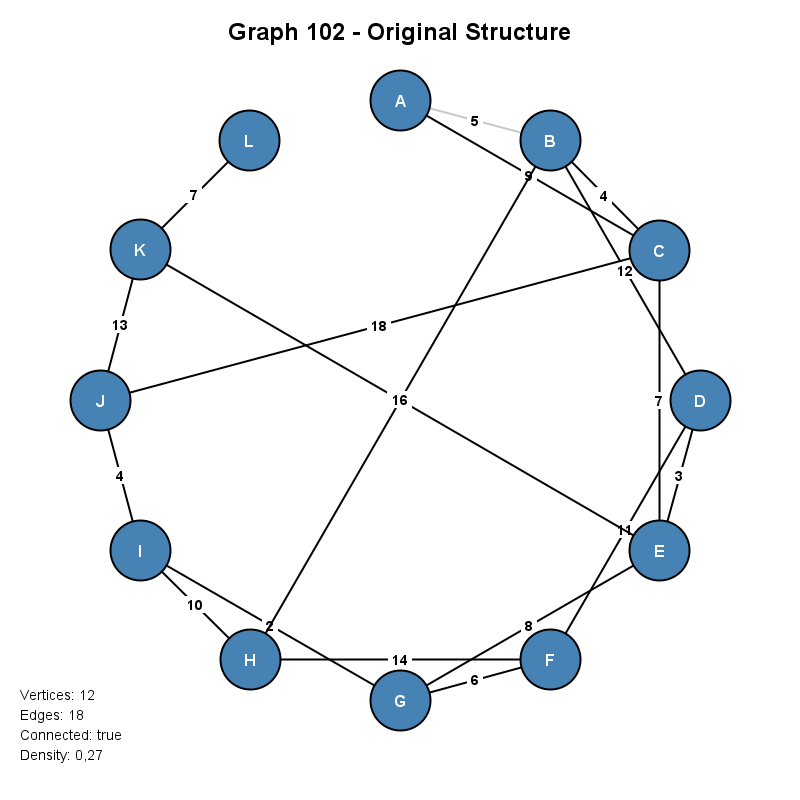 Graph 102 - Original Structure
A
5
L
B
9
7
4
K
C
12
13
18
J
16
7
D
4
3
I
11
E
10
2
8
H
14
F
6
G
Vertices: 12
Edges: 18
Connected: true
Density: 0,27